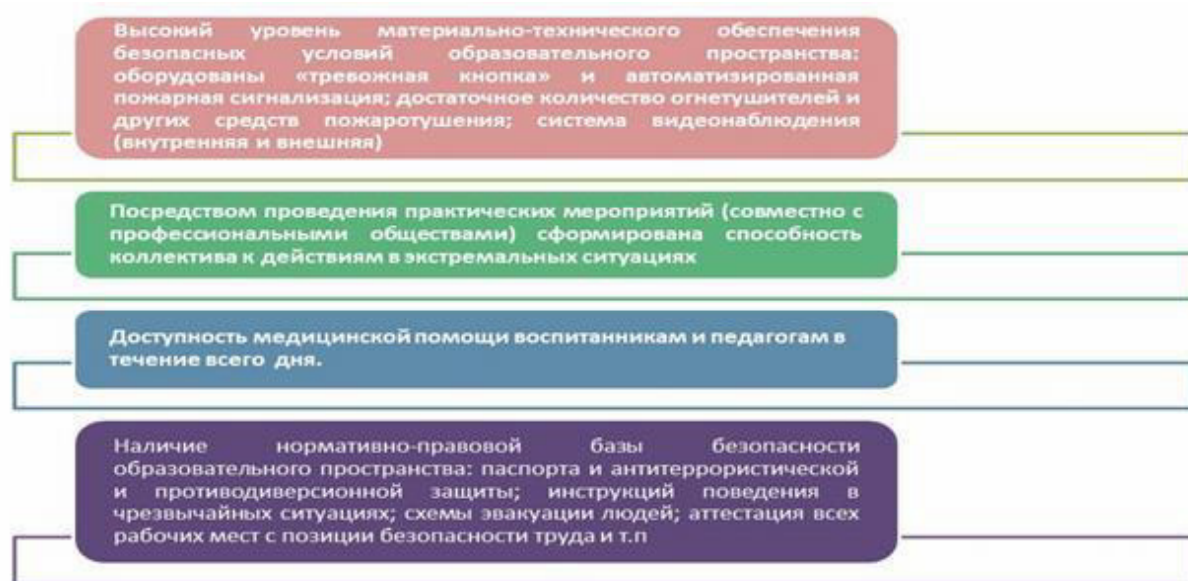 Высокий уровень материально-технического обеспечения
безопасных условий образовательного пространства:
оборудованы «тревожная кнопка» и автоматизированная
пожарная сигнализация; достаточное количество огнетушителей и
других средств пожаротушения; система видеонаблюдения
(внутренняя и внешняя)
Посредством проведения практических мероприятий (совместно с
профессиональными обществами) сформирована способность
коллектива к действиям в экстремальных ситуациях
Доступность медицинской помощи воспитанникам и педагогам в
течение всего дня.
Наличие нормативно-правовой базы безопасности
образовательного пространства: паспорта и антитеррористической
и противодиверсионной защиты; инструкций поведения в
чрезвычайных ситуациях; схемы эвакуации людей; аттестация всех
рабочих мест с позиции безопасности труда и т.п